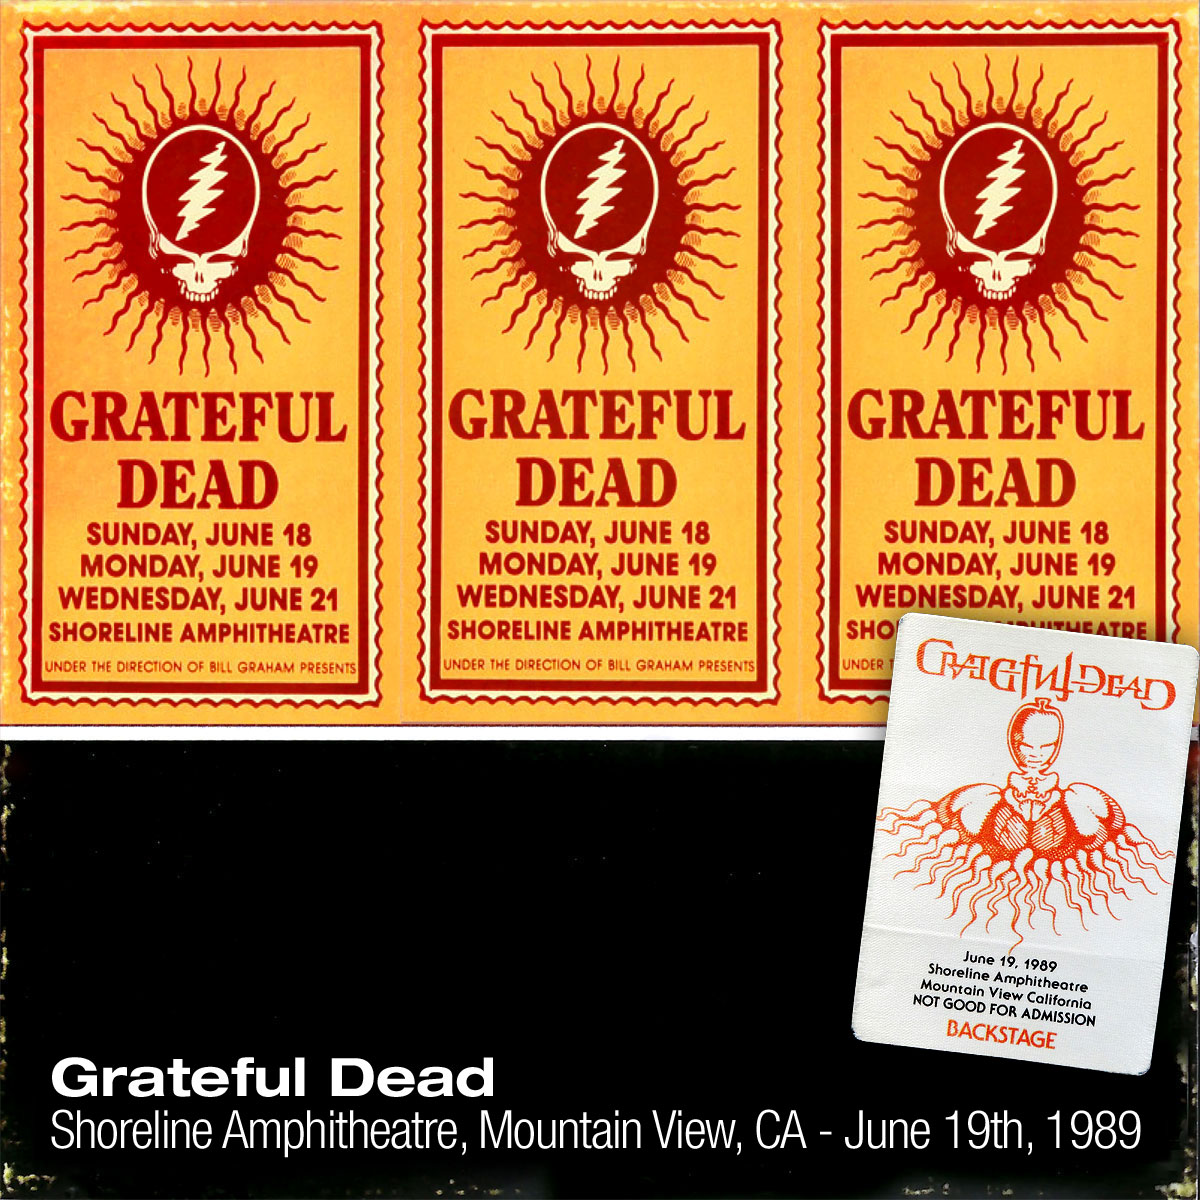 GRATEFUL
DEAD
SUNDAY, JUNE 18
MONDAY, JUNE 19
WEDNESDAY, JUNE 21
SHORELINE AMPHITHEATRE
UNDER THE DIRECTION OF BILL GRAHAM PRESENTS
GRATEFUL
DEAD
SUNDAY, JUNE 18
MONDAY, JUNE 19
WEDNESDAY, JUNE 21
SHORELINE AMPHITHEATRE
UNDER THE DIRECTION OF BILL GRAHAM PRESENTS
GRATEFUL
DEAD
SUNDAY, JUNE 18
MONDAY, JUNE 19
WEDNESDAY, JUNE 21
GRATEFUL DEAD
June 19, 1989
Shoreline Amphitheatre
Mountain View California
NOT GOOD FOR ADMISSION
BACKSTAGE
Grateful Dead
Shoreline Amphitheatre, Mountain View, CA - June 19th, 1989